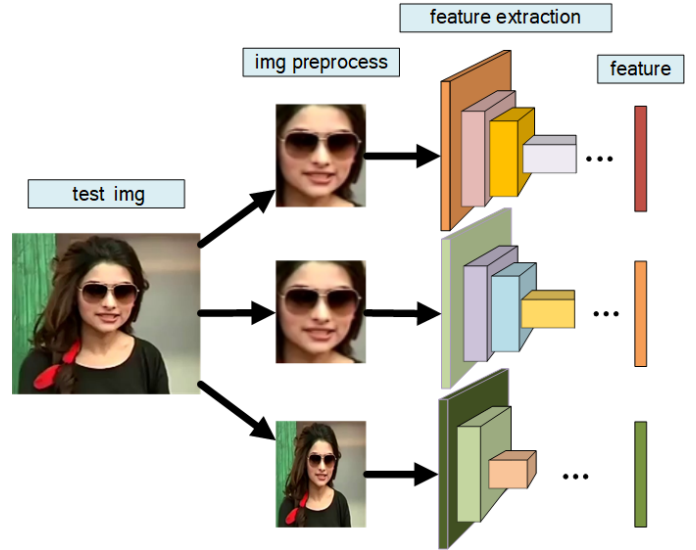 feature extraction
img preprocess
feature
test img